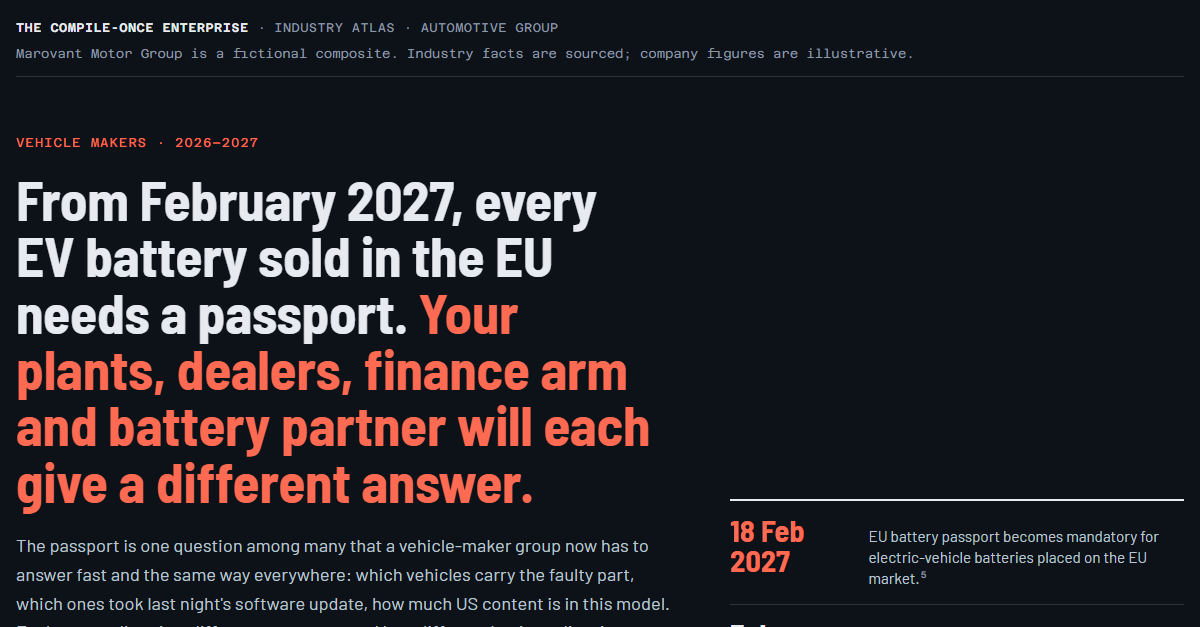 THE COMPILE-ONCE ENTERPRISE · INDUSTRY ATLAS · AUTOMOTIVE GROUP
Marovant Motor Group is a fictional composite. Industry facts are sourced; company figures are illustrative.
VEHICLE MAKERS · 2026–2027
From February 2027, every
EV battery sold in the EU
needs a passport. Your
plants, dealers, finance arm
and battery partner will each
give a different answer.
The passport is one question among many that a vehicle-maker group now has to
answer fast and the same way everywhere: which vehicles carry the faulty part,
which ones took last night's software update, how much US content is in this model.
18 Feb
2027
EU battery passport becomes mandatory for
electric-vehicle batteries placed on the EU
market. 5